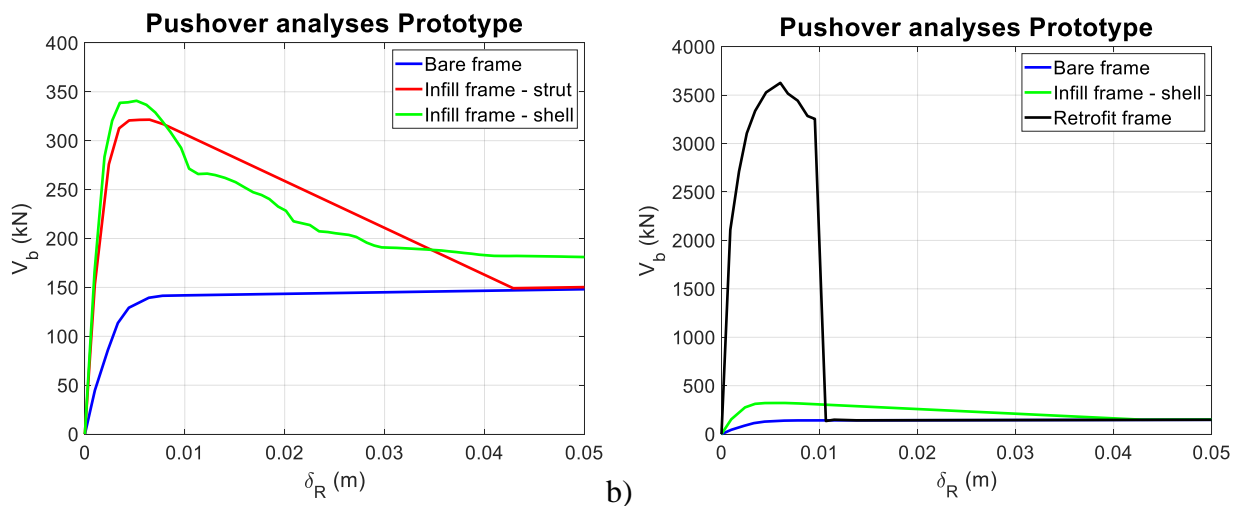 Pushover analyses Prototype
400
350
300
250
200
150
100
50
0
V_b (kN)
0
0.01
0.02
0.03
0.04
0.05
δ_R (m)
Bare frame
Infill frame - strut
Infill frame - shell
b)
Pushover analyses Prototype
4000
3500
3000
2500
2000
1500
1000
500
0
V_b (kN)
0
0.01
0.02
0.03
0.04
0.05
δ_R (m)
Bare frame
Infill frame - shell
Retrofit frame